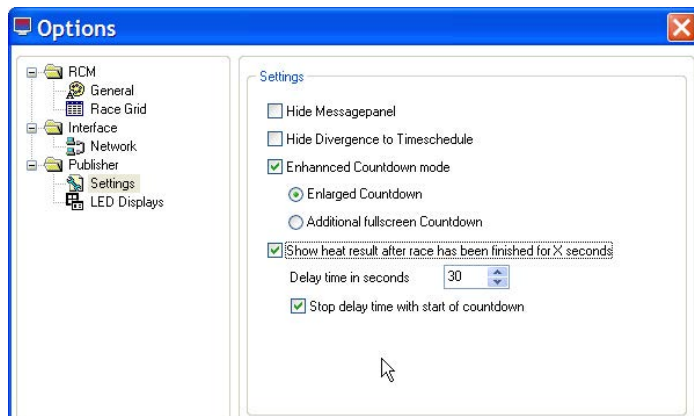 Options
RCM
General
Race Grid
Interface
Network
Publisher
Settings
LED Displays
Settings
Hide Messagepanel
Hide Divergence to Timeschedule
Enhannced Countdown mode
Enlarged Countdown
Additional fullscreen Countdown
Show heat result after race has been finished for X seconds
Delay time in seconds 30
Stop delay time with start of countdown